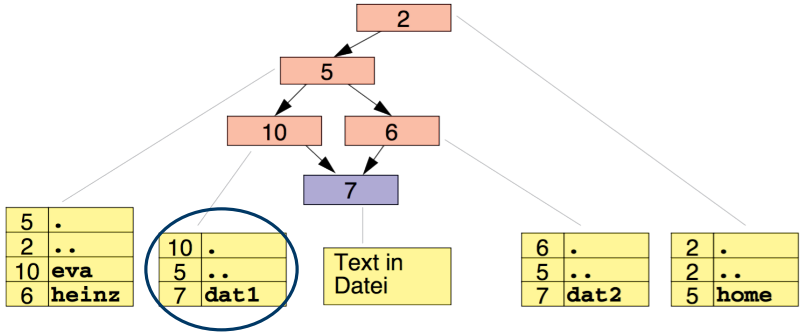 2
5
10 6
7
5 .
2 ..
10 eva
6 heinz
10 .
5 ..
7 dat1
Text in
Datei
6 .
5 ..
7 dat2
2 .
2 ..
5 home